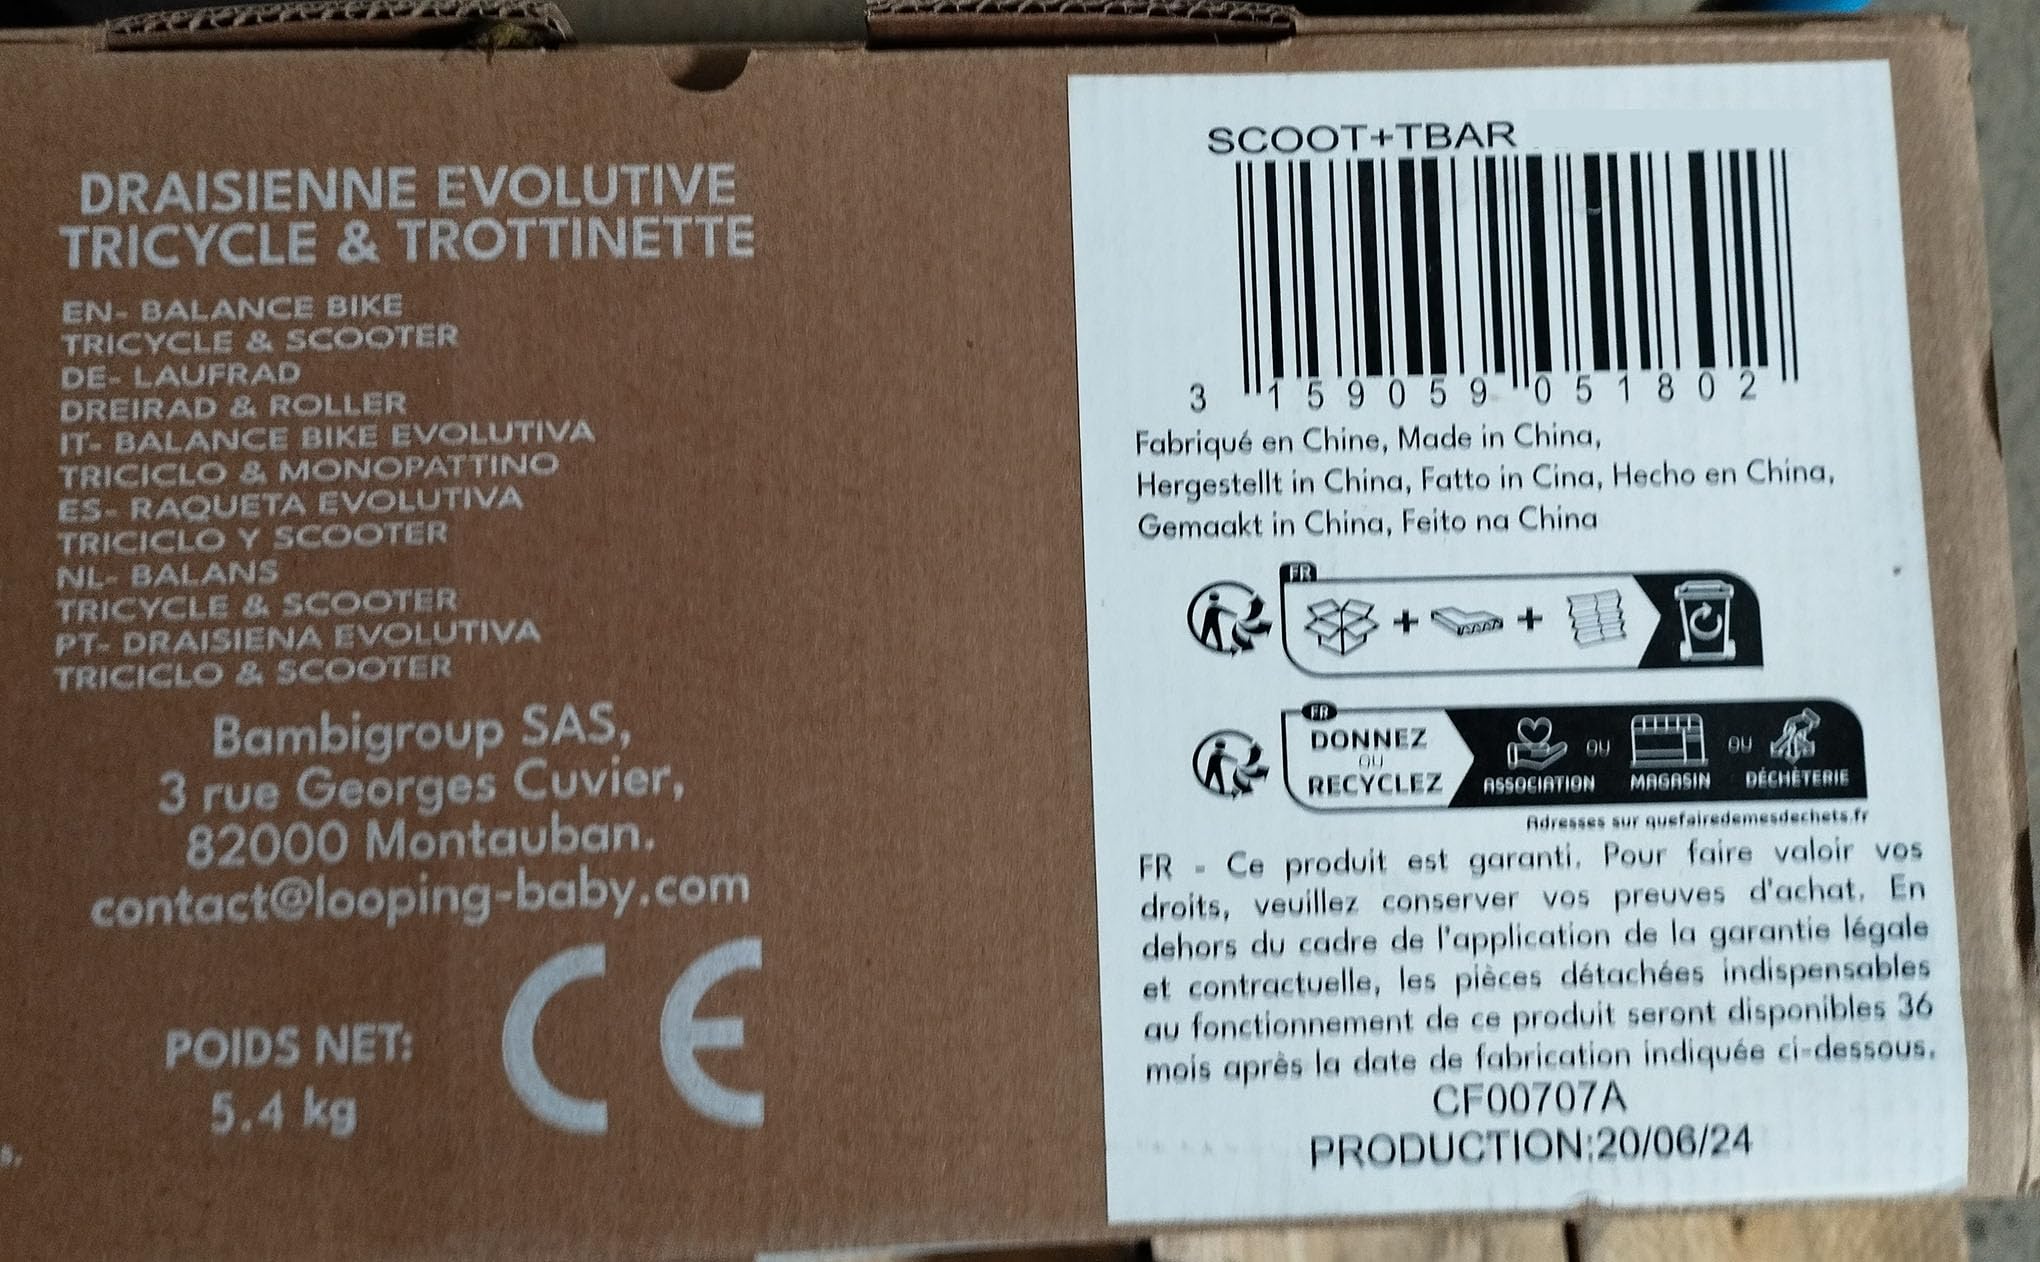 DRAISIENNE EVOLUTIVE
TRICYCLE & TROTTINETTE
EN- BALANCE BIKE
TRICYCLE & SCOOTER
DE- LAUFRAD
DREIRAD & ROLLER
IT- BALANCE BIKE EVOLUTIVA
TRICICLO & MONOPATTINO
ES- RAQUETA EVOLUTIVA
TRICICLO Y SCOOTER
NL- BALANS
TRICYCLE & SCOOTER
PT- DRAISIENA EVOLUTIVA
TRICICLO & SCOOTER
Bambigroup SAS,
3 rue Georges Cuvier,
82000 Montauban.
contact@looping-baby.com
POIDS NET:
5.4 kg
CE
s.
SCOOT+TBAR
3 159059 051802
Fabriqué en Chine, Made in China,
Hergestellt in China, Fatto in Cina, Hecho en China,
Gemaakt in China, Feito na China
FR
+ +
FR
DONNEZ
OU
RECYCLEZ
ASSOCIATION OU MAGASIN OU DÉCHÈTERIE
Adresses sur quefairedemesdechets.fr
FR - Ce produit est garanti. Pour faire valoir vos
droits, veuillez conserver vos preuves d'achat. En
dehors du cadre de l'application de la garantie légale
et contractuelle, les pièces détachées indispensables
au fonctionnement de ce produit seront disponibles 36
mois après la date de fabrication indiquée ci-dessous.
CF00707A
PRODUCTION:20/06/24